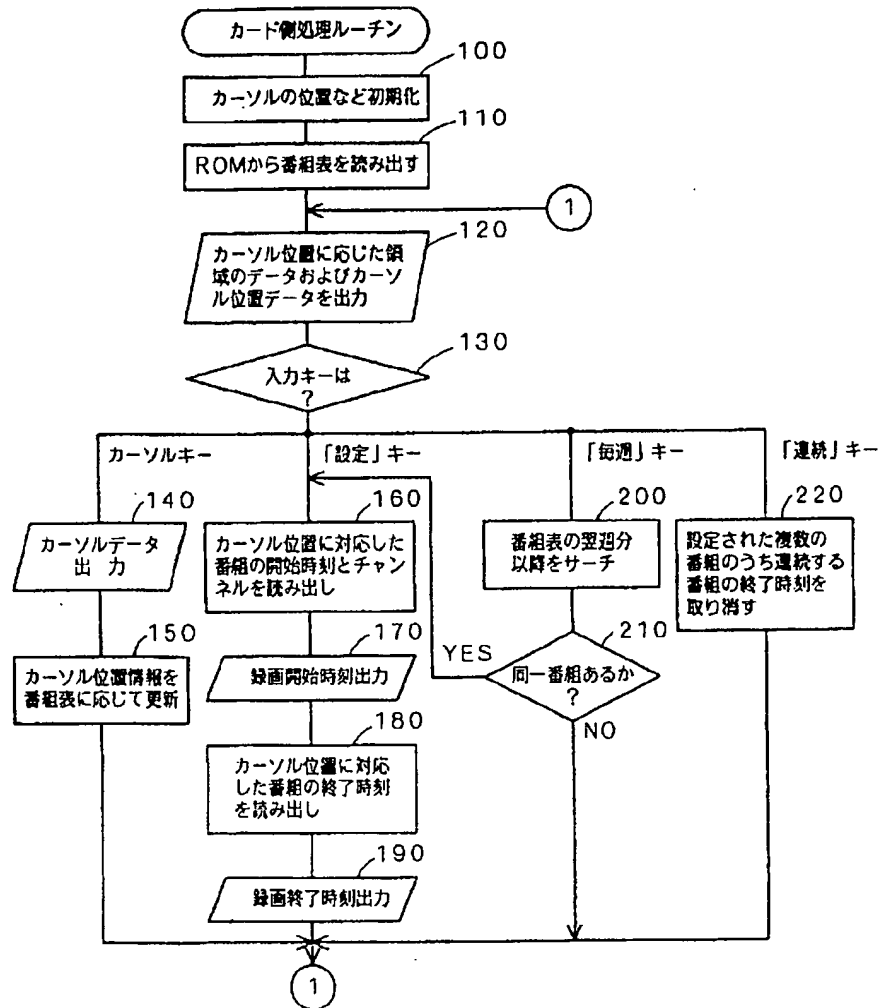 カード側処理ルーチン
100
カーソルの位置など初期化
110
ROMから番組表を読み出す
1
120
カーソル位置に応じた領
域のデータおよびカーソ
ル位置データを出力
130
入力キーは
?
カーソルキー
「設定」キー
「毎週」キー
「連続」キー
140
カーソルデータ
出力
150
カーソル位置情報を
番組表に応じて更新
160
カーソル位置に対応した
番組の開始時刻とチャン
ネルを読み出し
170
録画開始時刻出力
180
カーソル位置に対応
した番組の終了時刻
を読み出し
190
録画終了時刻出力
200
番組表の翌週分
以降をサーチ
210
YES
同一番組あるか
?
NO
220
設定された複数の
番組のうち連続する
番組の終了時刻を
取り消す
1